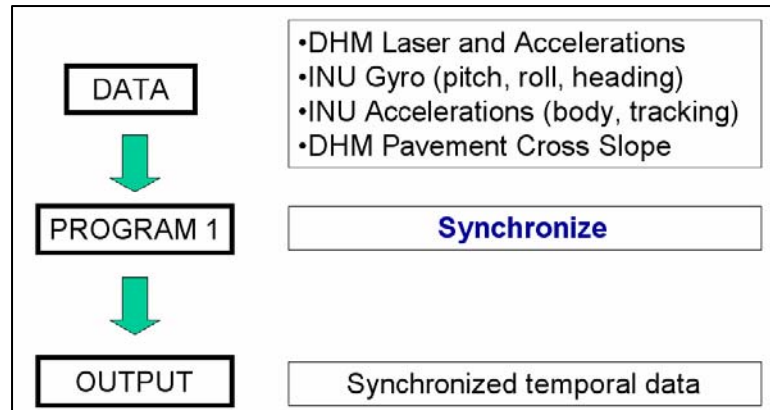 DATA
•DHM Laser and Accelerations
•INU Gyro (pitch, roll, heading)
•INU Accelerations (body, tracking)
•DHM Pavement Cross Slope
PROGRAM 1
Synchronize
OUTPUT
Synchronized temporal data